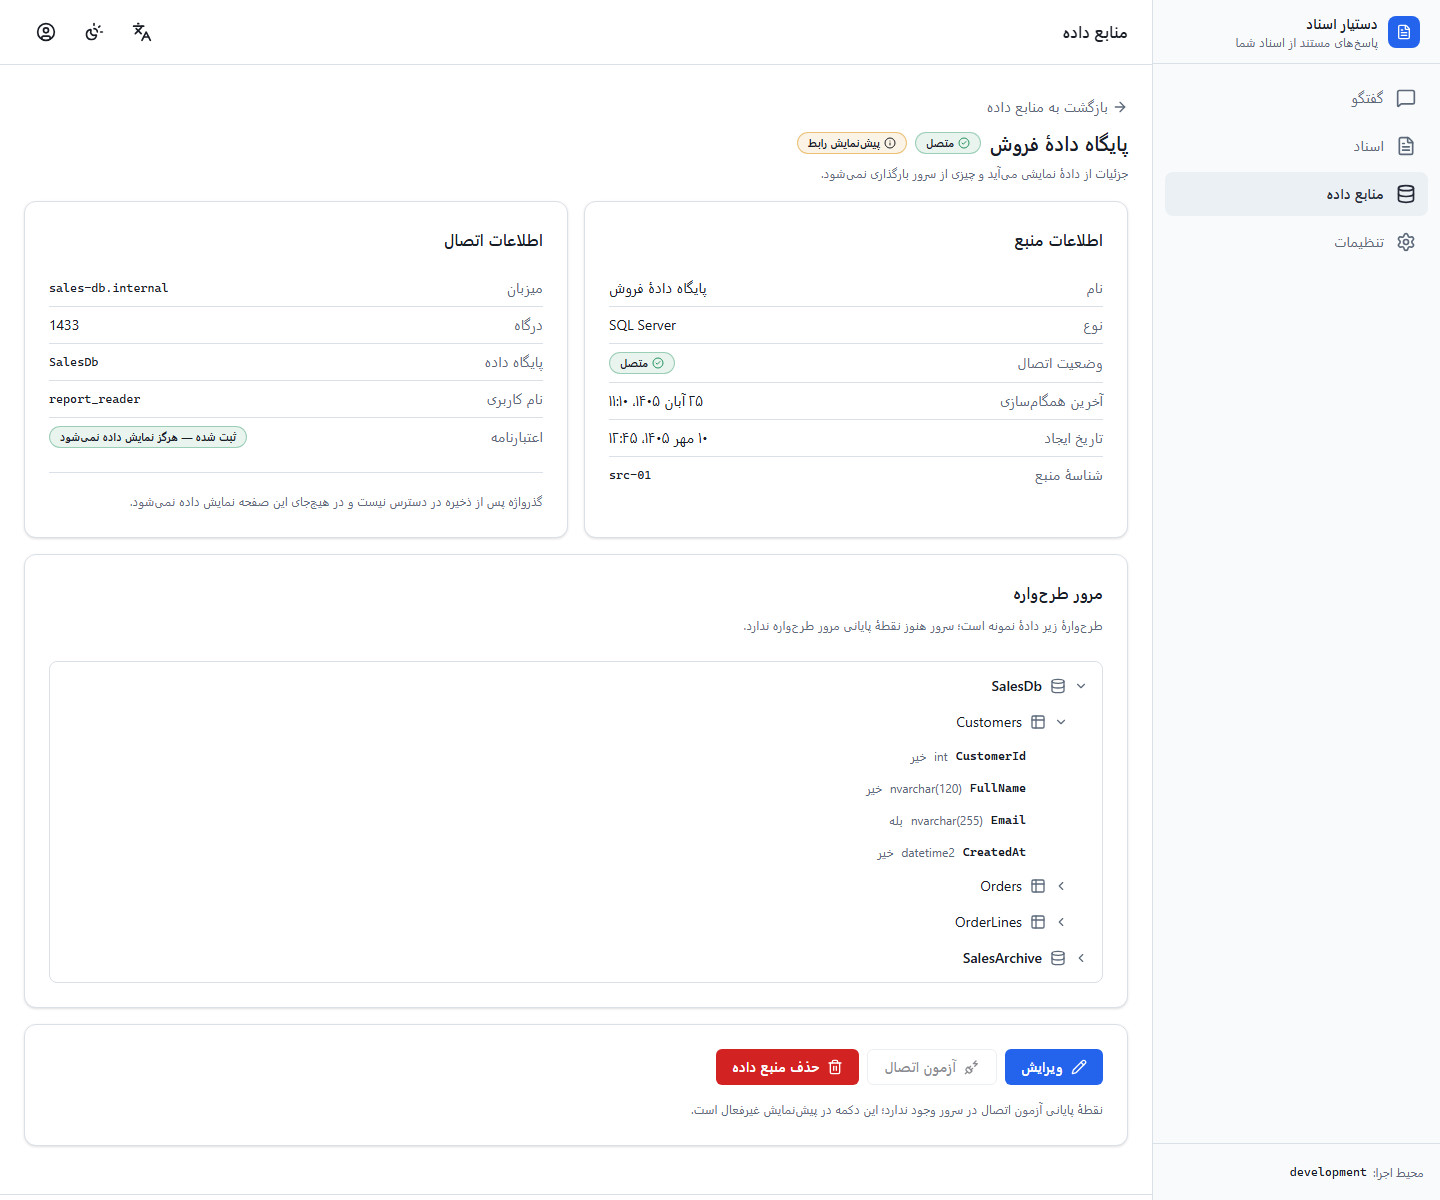 دستیار اسناد
پاسخ‌های مستند از اسناد شما
گفتگو
اسناد
منابع داده
تنظیمات
محیط اجرا: development
منابع داده
بازگشت به منابع داده
پایگاه دادهٔ فروش متصل پیش‌نمایش رابط
جزئیات از دادهٔ نمایشی می‌آید و چیزی از سرور بارگذاری نمی‌شود.
اطلاعات منبع
نام پایگاه دادهٔ فروش
نوع SQL Server
وضعیت اتصال متصل
آخرین همگام‌سازی ۲۵ آبان ۱۴۰۵، ۱۱:۱۰
تاریخ ایجاد ۱۰ مهر ۱۴۰۵، ۱۲:۴۵
شناسهٔ منبع src-01
اطلاعات اتصال
میزبان sales-db.internal
درگاه 1433
پایگاه داده SalesDb
نام کاربری report_reader
اعتبارنامه ثبت شده — هرگز نمایش داده نمی‌شود
گذرواژه پس از ذخیره در دسترس نیست و در هیچ‌جای این صفحه نمایش داده نمی‌شود.
مرور طرح‌واره
طرح‌وارهٔ زیر دادهٔ نمونه است؛ سرور هنوز نقطهٔ پایانی مرور طرح‌واره ندارد.
SalesDb
Customers
CustomerId int خیر
FullName nvarchar(120) خیر
Email nvarchar(255) بله
CreatedAt datetime2 خیر
Orders
OrderLines
SalesArchive
ویرایش آزمون اتصال حذف منبع داده
نقطهٔ پایانی آزمون اتصال در سرور وجود ندارد؛ این دکمه در پیش‌نمایش غیرفعال است.